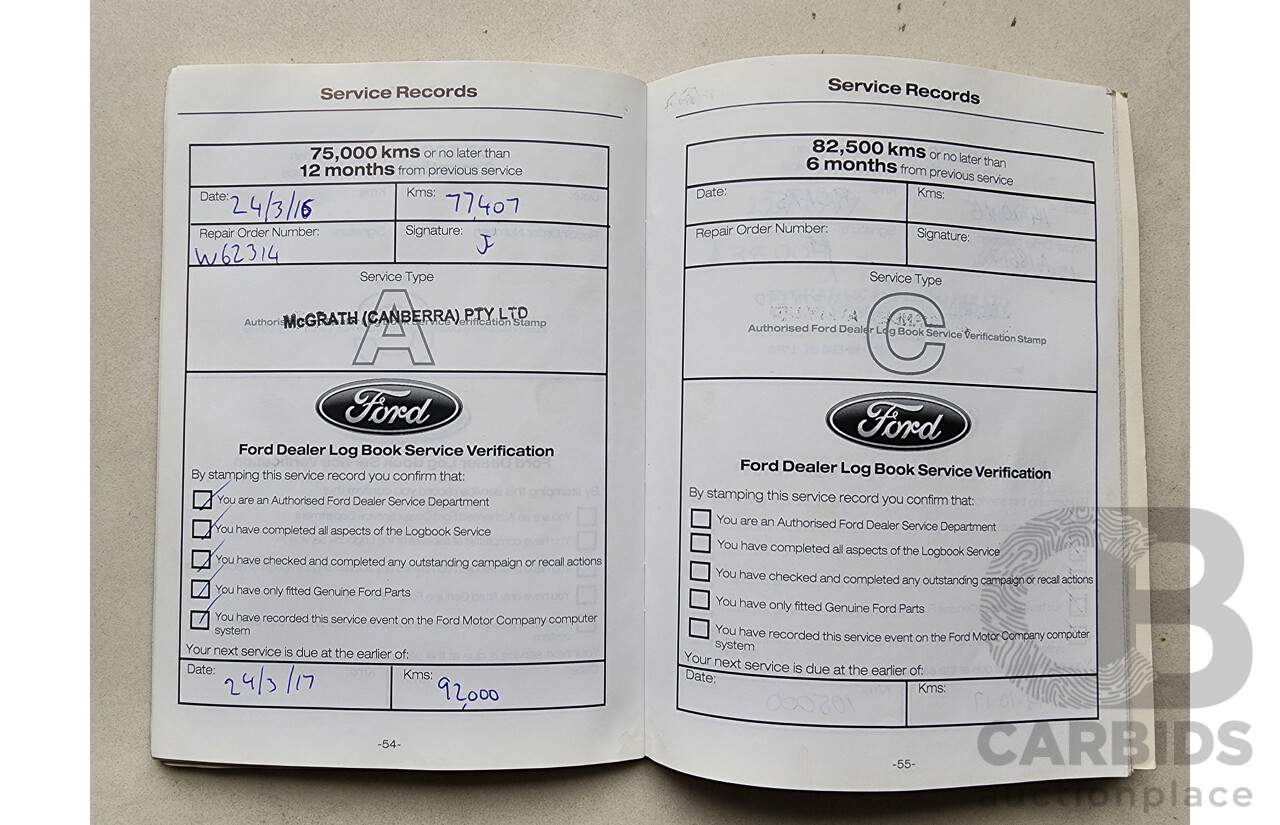 Service Records
75,000 kms or no later than
12 months from previous service
Date: 24/3/16 Kms: 77,407
Repair Order Number: W62314 Signature:
Service Type
A
McGRATH (CANBERRA) PTY LTD
Service Verification Stamp
Ford
Ford Dealer Log Book Service Verification
By stamping this service record you confirm that:
You are an Authorised Ford Dealer Service Department
You have completed all aspects of the Logbook Service
You have checked and completed any outstanding campaign or recall actions
You have only fitted Genuine Ford Parts
You have recorded this service event on the Ford Motor Company computer
system
Your next service is due at the earlier of:
Date: 24/3/17 Kms: 92,000
-54-
Service Records
82,500 kms or no later than
6 months from previous service
Date: Kms:
Repair Order Number: Signature:
Service Type
C
Authorised Ford Dealer Log Book Service Verification Stamp
Ford
Ford Dealer Log Book Service Verification
By stamping this service record you confirm that:
You are an Authorised Ford Dealer Service Department
You have completed all aspects of the Logbook Service
You have checked and completed any outstanding campaign or recall actions
You have only fitted Genuine Ford Parts
You have recorded this service event on the Ford Motor Company computer
system
Your next service is due at the earlier of:
Date: Kms:
-55-
CB
CARBIDS
auctionplace